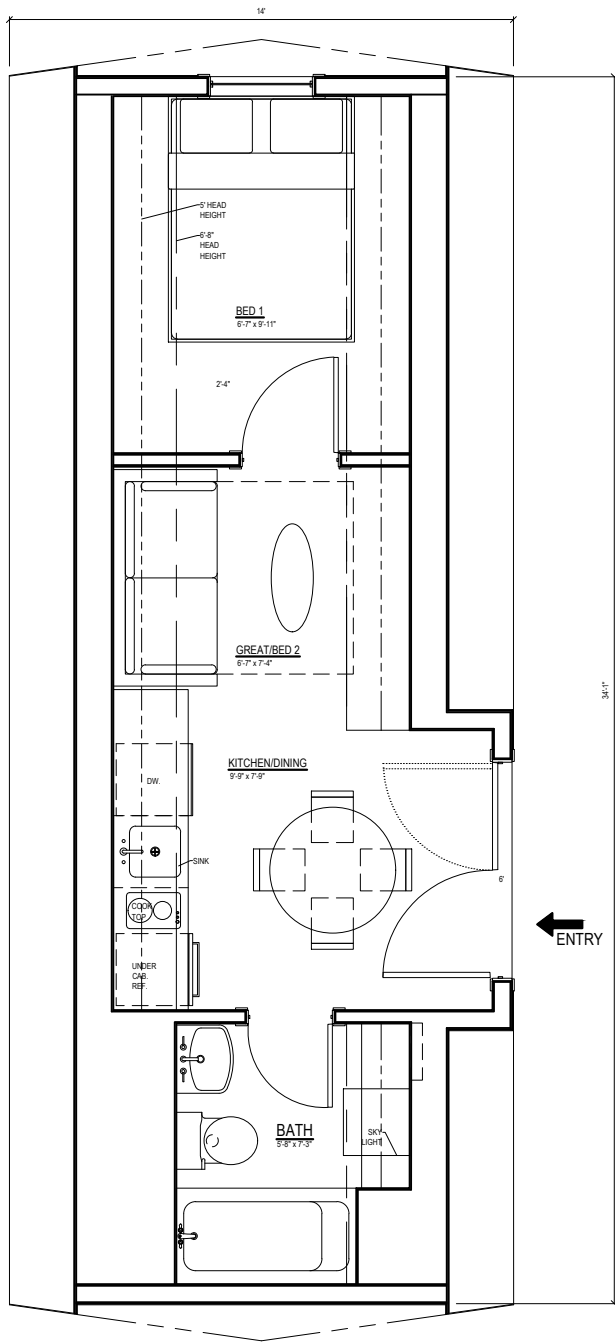 14'
5' HEAD
HEIGHT
6'-8"
HEAD
HEIGHT
BED 1
6'-7" x 9'-11"
2'-4"
34'-1"
GREAT/BED 2
6'-7" x 7'-4"
KITCHEN/DINING
9'-9" x 7'-9"
DW.
SINK
6'
COOK
TOP
ENTRY
UNDER
CAB.
REF.
BATH
5'-8" x 7'-3"
SKY
LIGHT